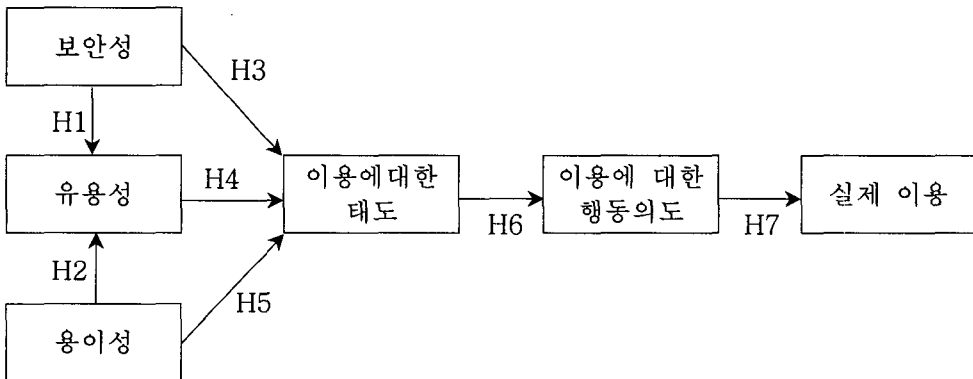 보안성
H3
H1
유용성
H4
이용에대한
태도
H6
이용에 대한
행동의도
H7
실제 이용
H2
H5
용이성